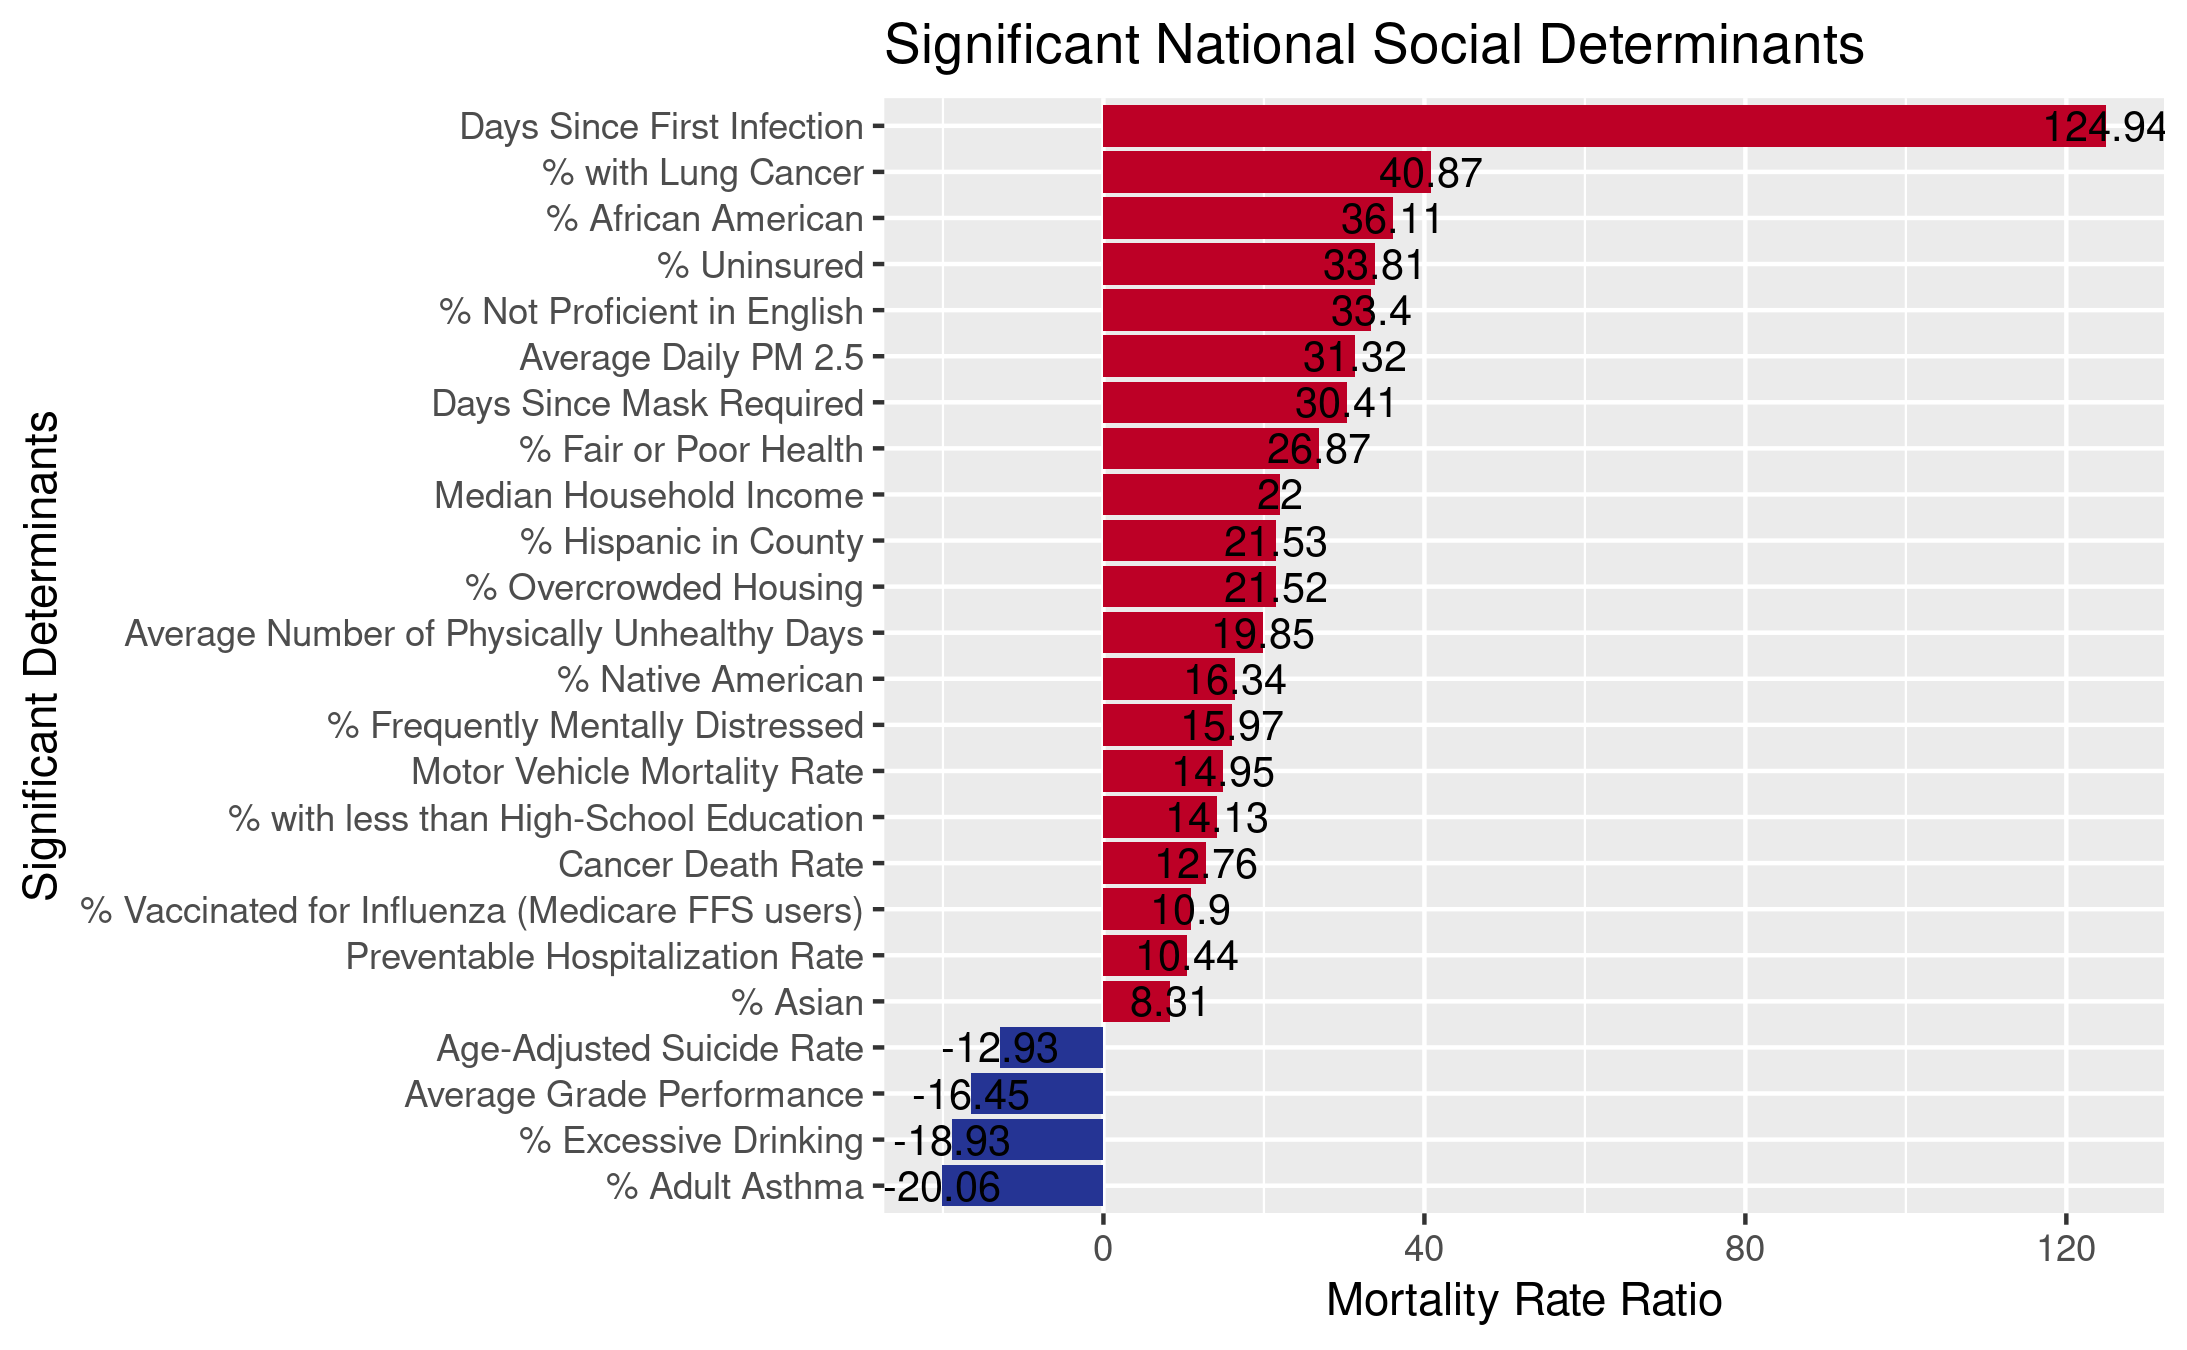 Significant National Social Determinants
Significant Determinants
Days Since First Infection 124.94
% with Lung Cancer 40.87
% African American 36.11
% Uninsured 33.81
% Not Proficient in English 33.4
Average Daily PM 2.5 31.32
Days Since Mask Required 30.41
% Fair or Poor Health 26.87
Median Household Income 22
% Hispanic in County 21.53
% Overcrowded Housing 21.52
Average Number of Physically Unhealthy Days 19.85
% Native American 16.34
% Frequently Mentally Distressed 15.97
Motor Vehicle Mortality Rate 14.95
% with less than High-School Education 14.13
Cancer Death Rate 12.76
% Vaccinated for Influenza (Medicare FFS users) 10.9
Preventable Hospitalization Rate 10.44
% Asian 8.31
Age-Adjusted Suicide Rate -12.93
Average Grade Performance -16.45
% Excessive Drinking -18.93
% Adult Asthma -20.06
0 40 80 120
Mortality Rate Ratio